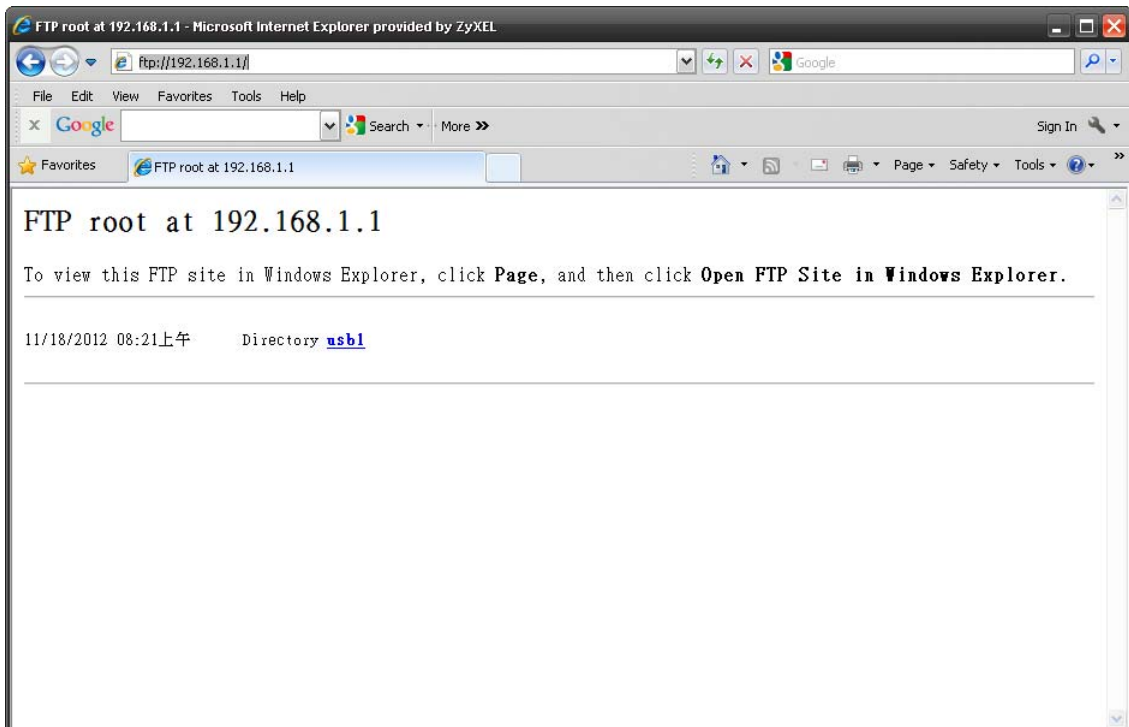 FTP root at 192.168.1.1 - Microsoft Internet Explorer provided by ZyXEL
ftp://192.168.1.1/
Google
File Edit View Favorites Tools Help
x Google Search More »
Sign In
Favorites FTP root at 192.168.1.1 Page Safety Tools »
FTP root at 192.168.1.1
To view this FTP site in Windows Explorer, click Page, and then click Open FTP Site in Windows Explorer.
11/18/2012 08:21上午 Directory usb1